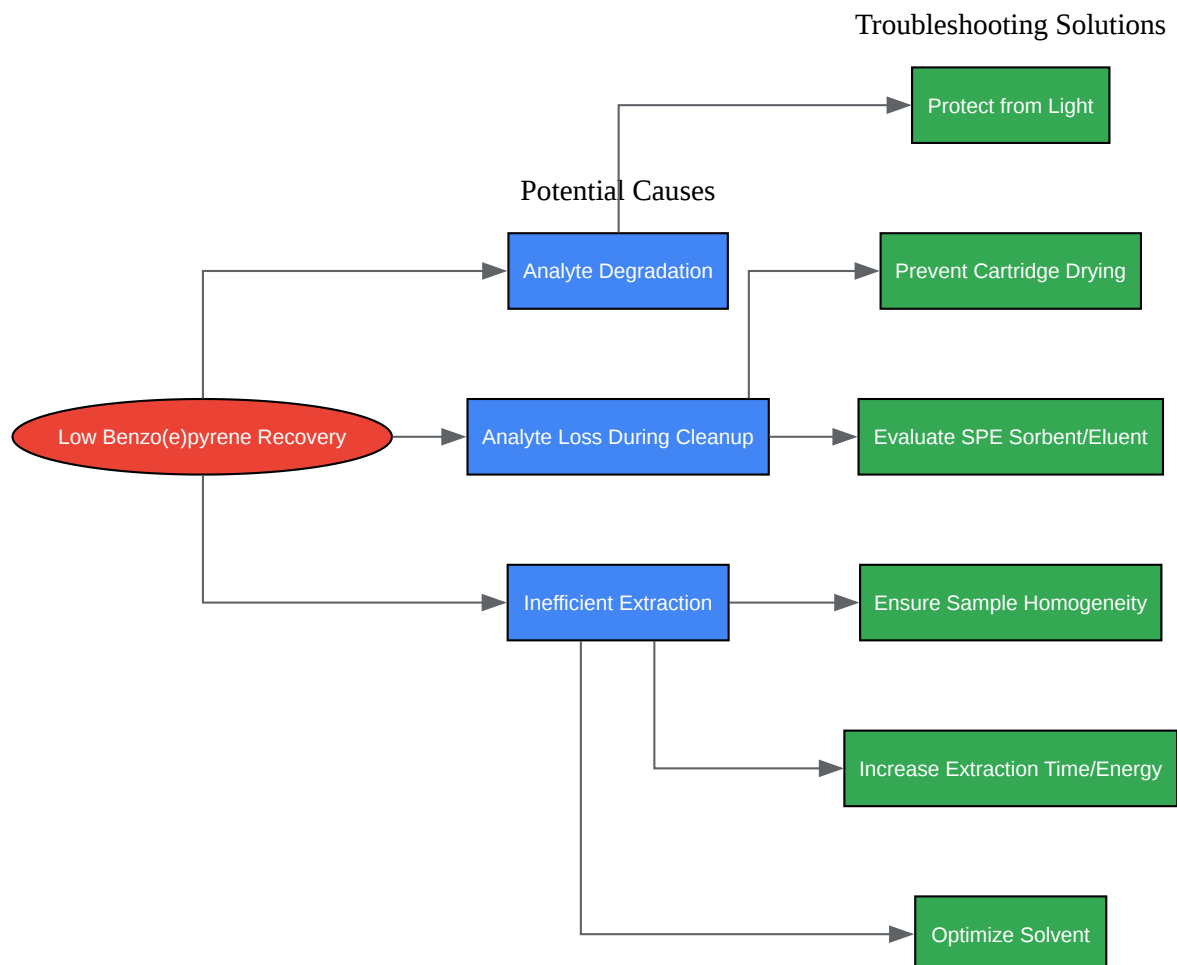 Troubleshooting Solutions
Protect from Light
Potential Causes
Analyte Degradation
Prevent Cartridge Drying
Low Benzo(e)pyrene Recovery
Analyte Loss During Cleanup
Evaluate SPE Sorbent/Eluent
Inefficient Extraction
Ensure Sample Homogeneity
Increase Extraction Time/Energy
Optimize Solvent